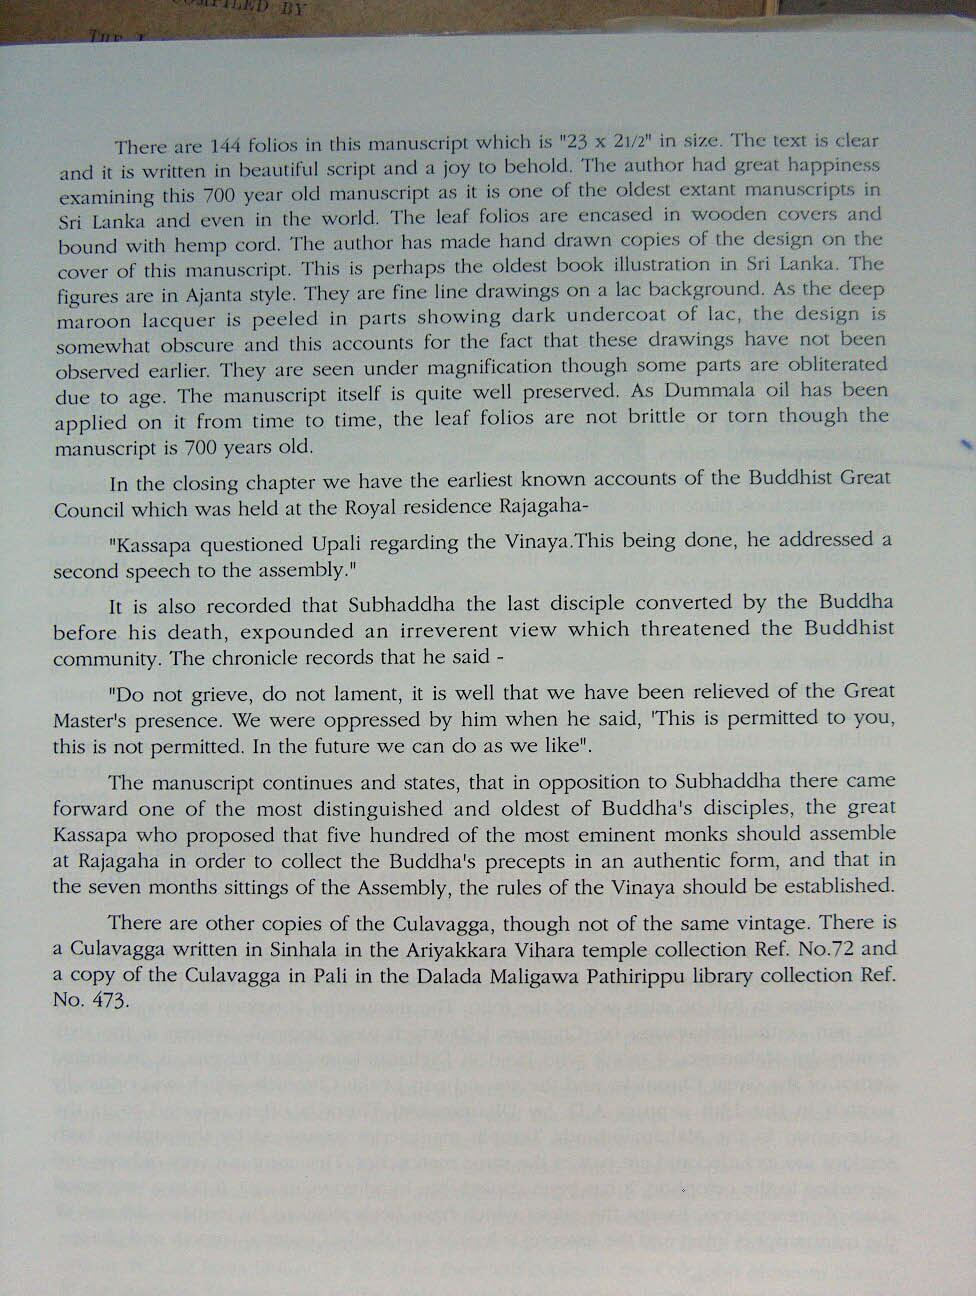 COMPILED BY
THE
There are 144 folios in this manuscript which is "23 x 21/2" in size. The text is clear
and it is written in beautiful script and a joy to behold. The author had great happiness
examining this 700 year old manuscript as it is one of the oldest extant manuscripts in
Sri Lanka and even in the world. The leaf folios are encased in wooden covers and
bound with hemp cord. The author has made hand drawn copies of the design on the
cover of this manuscript. This is perhaps the oldest book illustration in Sri Lanka. The
figures are in Ajanta style. They are fine line drawings on a lac background. As the deep
maroon lacquer is peeled in parts showing dark undercoat of lac, the design is
somewhat obscure and this accounts for the fact that these drawings have not been
observed earlier. They are seen under magnification though some parts are obliterated
due to age. The manuscript itself is quite well preserved. As Dummala oil has been
applied on it from time to time, the leaf folios are not brittle or torn though the
manuscript is 700 years old.
In the closing chapter we have the earliest known accounts of the Buddhist Great
Council which was held at the Royal residence Rajagaha-
"Kassapa questioned Upali regarding the Vinaya.This being done, he addressed a
second speech to the assembly."
It is also recorded that Subhaddha the last disciple converted by the Buddha
before his death, expounded an irreverent view which threatened the Buddhist
community. The chronicle records that he said -
"Do not grieve, do not lament, it is well that we have been relieved of the Great
Master's presence. We were oppressed by him when he said, 'This is permitted to you,
this is not permitted. In the future we can do as we like".
The manuscript continues and states, that in opposition to Subhaddha there came
forward one of the most distinguished and oldest of Buddha's disciples, the great
Kassapa who proposed that five hundred of the most eminent monks should assemble
at Rajagaha in order to collect the Buddha's precepts in an authentic form, and that in
the seven months sittings of the Assembly, the rules of the Vinaya should be established.
There are other copies of the Culavagga, though not of the same vintage. There is
a Culavagga written in Sinhala in the Ariyakkara Vihara temple collection Ref. No.72 and
a copy of the Culavagga in Pali in the Dalada Maligawa Pathirippu library collection Ref.
No. 473.